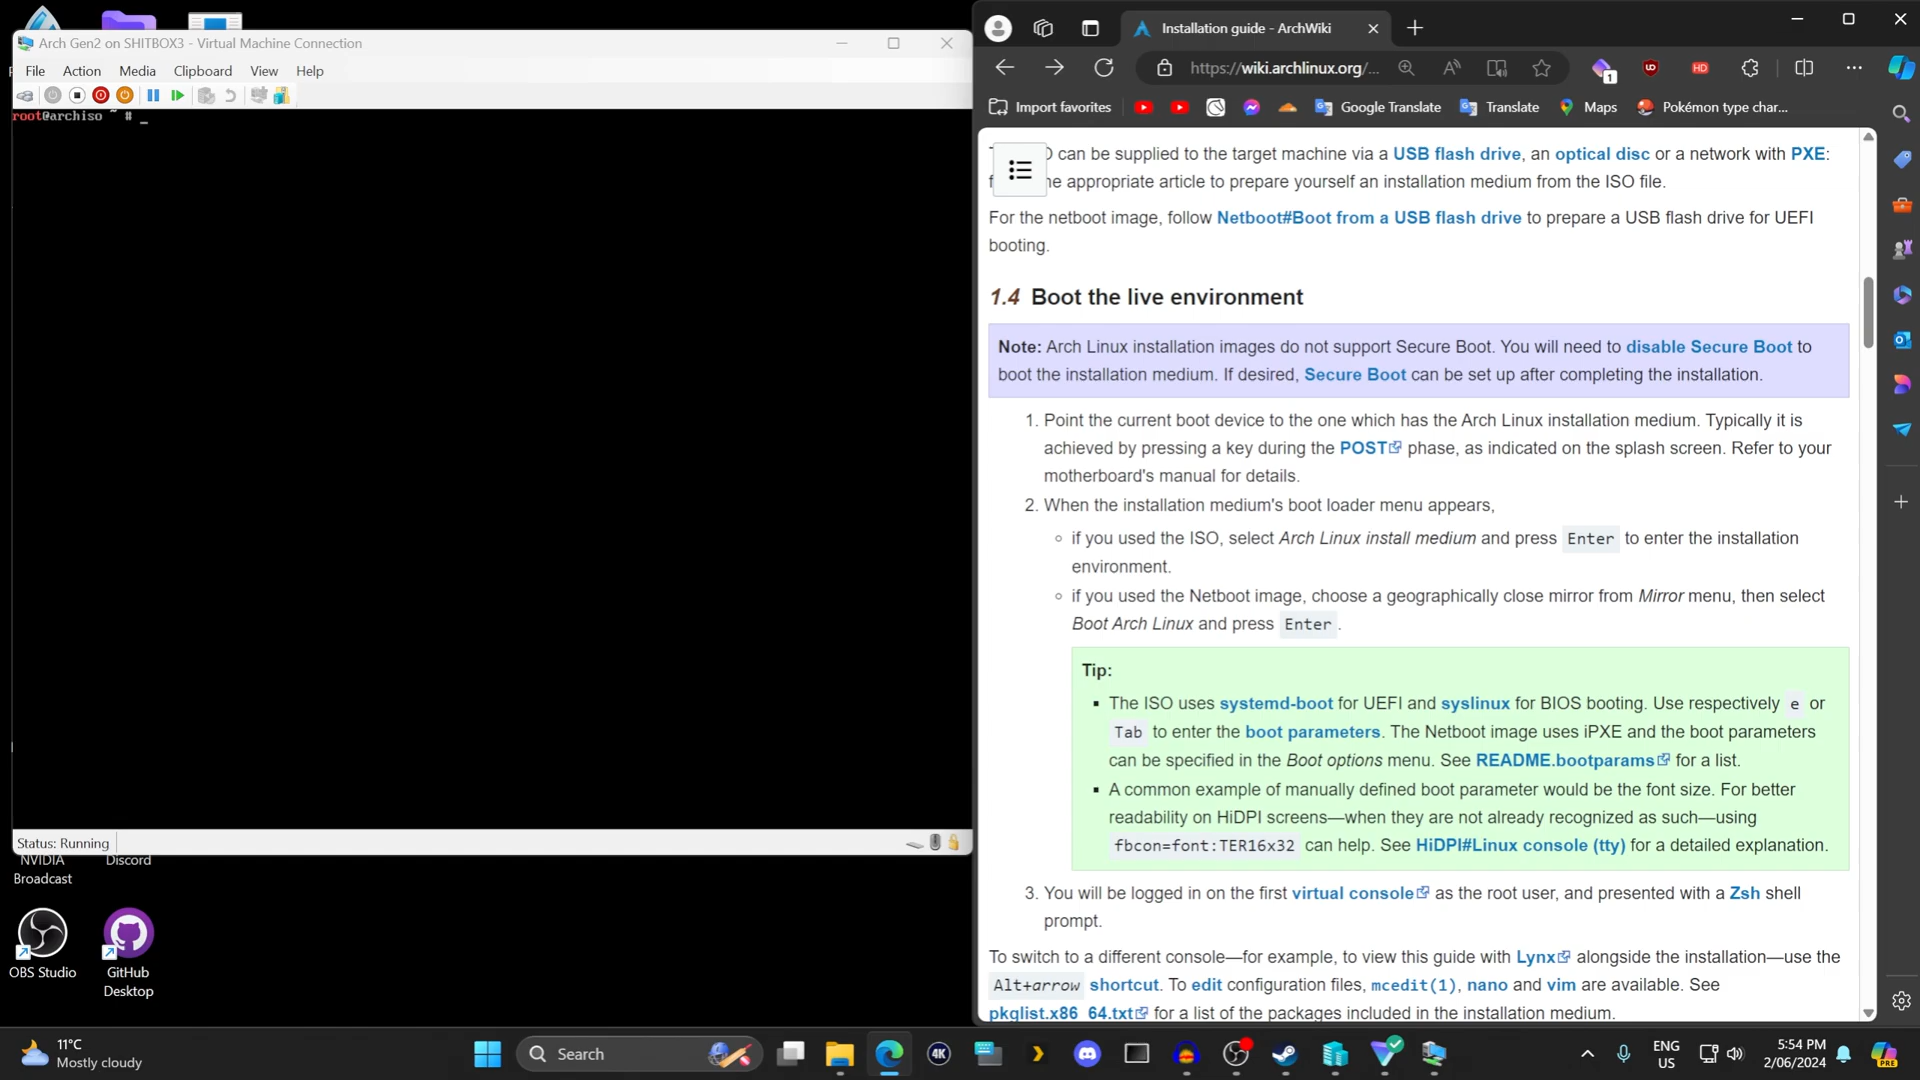 Arch Gen2 on SHITBOX3 - Virtual Machine Connection
File Action Media Clipboard View Help
root@archiso ~ # _
Status: Running
NVIDIA
Broadcast
Discord
OBS Studio
GitHub
Desktop
Installation guide - ArchWiki
https://wiki.archlinux.org/...
1
HD
Import favorites
Google Translate
Translate
Maps
Pokémon type char...
can be supplied to the target machine via a USB flash drive, an optical disc or a network with PXE:
appropriate article to prepare yourself an installation medium from the ISO file.
For the netboot image, follow Netboot#Boot from a USB flash drive to prepare a USB flash drive for UEFI
booting.
1.4 Boot the live environment
Note: Arch Linux installation images do not support Secure Boot. You will need to disable Secure Boot to
boot the installation medium. If desired, Secure Boot can be set up after completing the installation.
1. Point the current boot device to the one which has the Arch Linux installation medium. Typically it is
achieved by pressing a key during the POST phase, as indicated on the splash screen. Refer to your
motherboard's manual for details.
2. When the installation medium's boot loader menu appears,
◦ if you used the ISO, select Arch Linux install medium and press Enter to enter the installation
environment.
◦ if you used the Netboot image, choose a geographically close mirror from Mirror menu, then select
Boot Arch Linux and press Enter.
Tip:
▪ The ISO uses systemd-boot for UEFI and syslinux for BIOS booting. Use respectively e or
Tab to enter the boot parameters. The Netboot image uses iPXE and the boot parameters
can be specified in the Boot options menu. See README.bootparams for a list.
▪ A common example of manually defined boot parameter would be the font size. For better
readability on HiDPI screens—when they are not already recognized as such—using
fbcon=font:TER16x32 can help. See HiDPI#Linux console (tty) for a detailed explanation.
3. You will be logged in on the first virtual console as the root user, and presented with a Zsh shell
prompt.
To switch to a different console—for example, to view this guide with Lynx alongside the installation—use the
Alt+arrow shortcut. To edit configuration files, mcedit(1), nano and vim are available. See
pkglist.x86_64.txt for a list of the packages included in the installation medium.
11°C
Mostly cloudy
Search
4K
ENG
US
5:54 PM
2/06/2024
PRE